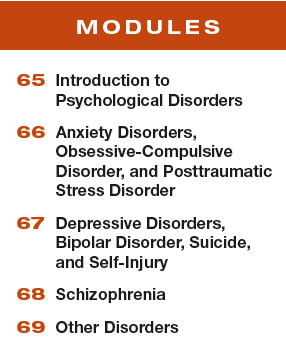 MODULES
65 Introduction to
Psychological Disorders
66 Anxiety Disorders,
Obsessive-Compulsive
Disorder, and Posttraumatic
Stress Disorder
67 Depressive Disorders,
Bipolar Disorder, Suicide,
and Self-Injury
68 Schizophrenia
69 Other Disorders